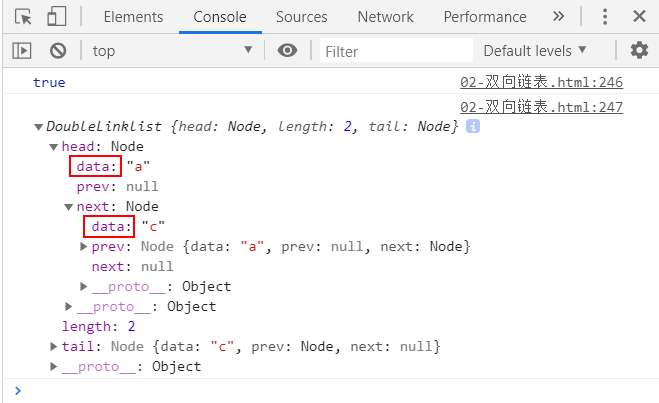 Elements Console Sources Network Performance »
top Filter Default levels
true 02-双向链表.html:246
02-双向链表.html:247
DoubleLinklist {head: Node, length: 2, tail: Node} i
head: Node
data: "a"
prev: null
next: Node
data: "c"
prev: Node {data: "a", prev: null, next: Node}
next: null
__proto__: Object
__proto__: Object
length: 2
tail: Node {data: "c", prev: Node, next: null}
__proto__: Object